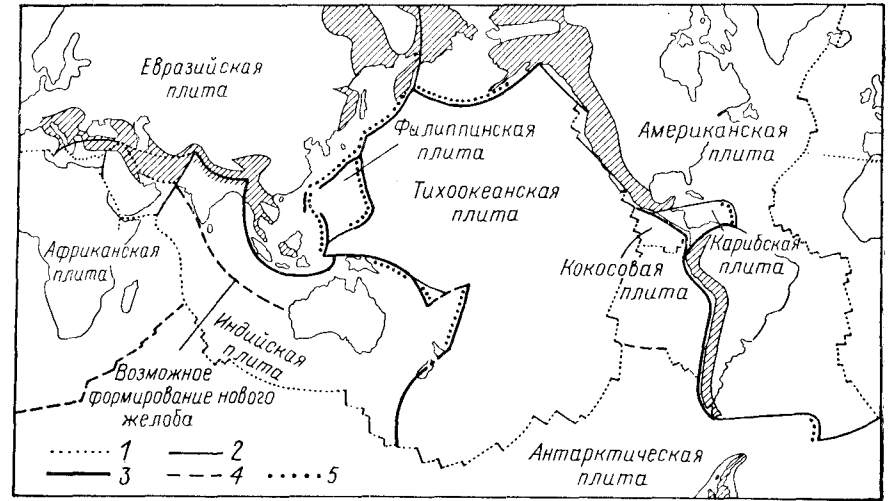 Евразийская
плита
Филиппинская
плита
Американская
плита
Тихоокеанская
плита
Африканская
плита
Карибская
плита
Кокосовая
плита
Индийская
плита
Возможное
формирование нового
желоба
Антарктическая
плита
1 2
3 4 5